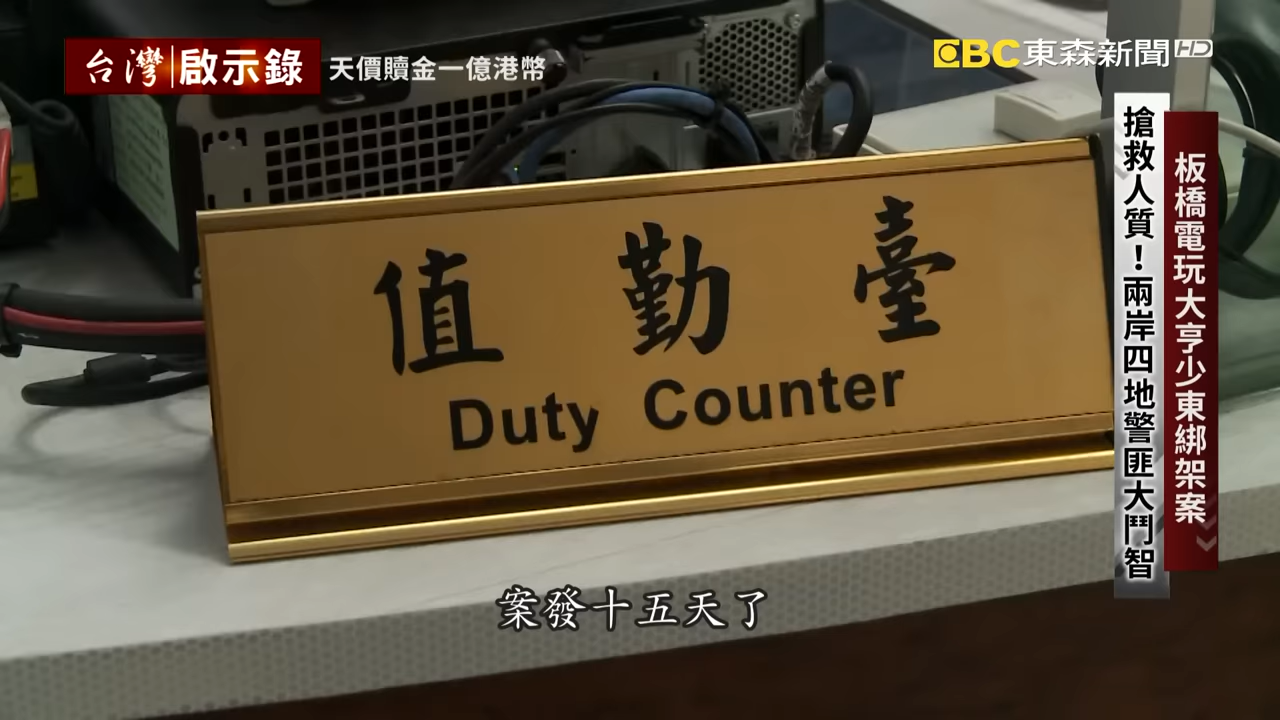 台灣啟示錄
天價贖金一億港幣
EBC東森新聞HD
板橋電玩大亨少東綁架案
搶救人質！兩岸四地警匪大鬥智
值勤臺
Duty Counter
案發十五天了